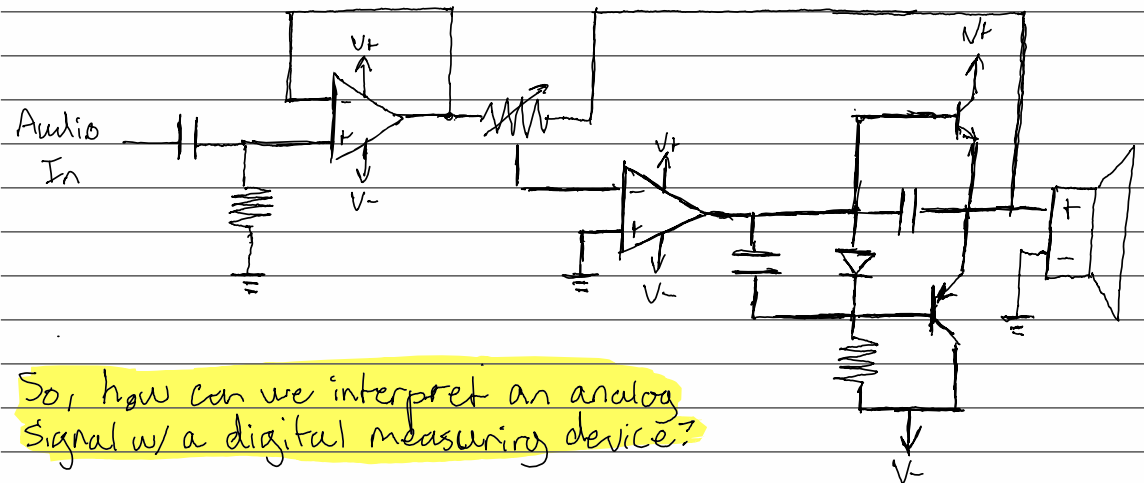 Audio
In
V+
-
+
V-
V+
-
+
V-
V+
+
-
V-
So, how can we interpret an analog
signal w/ a digital measuring device?